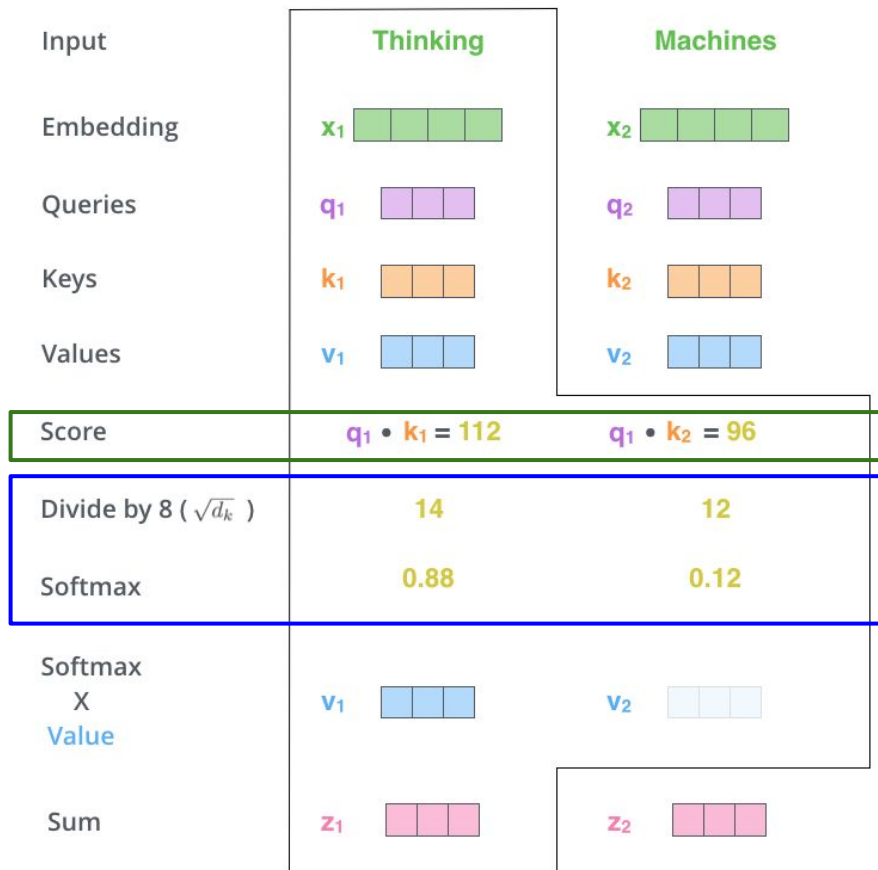 Input Thinking Machines
Embedding x₁ x₂
Queries q₁ q₂
Keys k₁ k₂
Values v₁ v₂
Score q₁ • k₁ = 112 q₁ • k₂ = 96
Divide by 8 ( √dₖ ) 14 12
Softmax 0.88 0.12
Softmax
X v₁ v₂
Value
Sum z₁ z₂